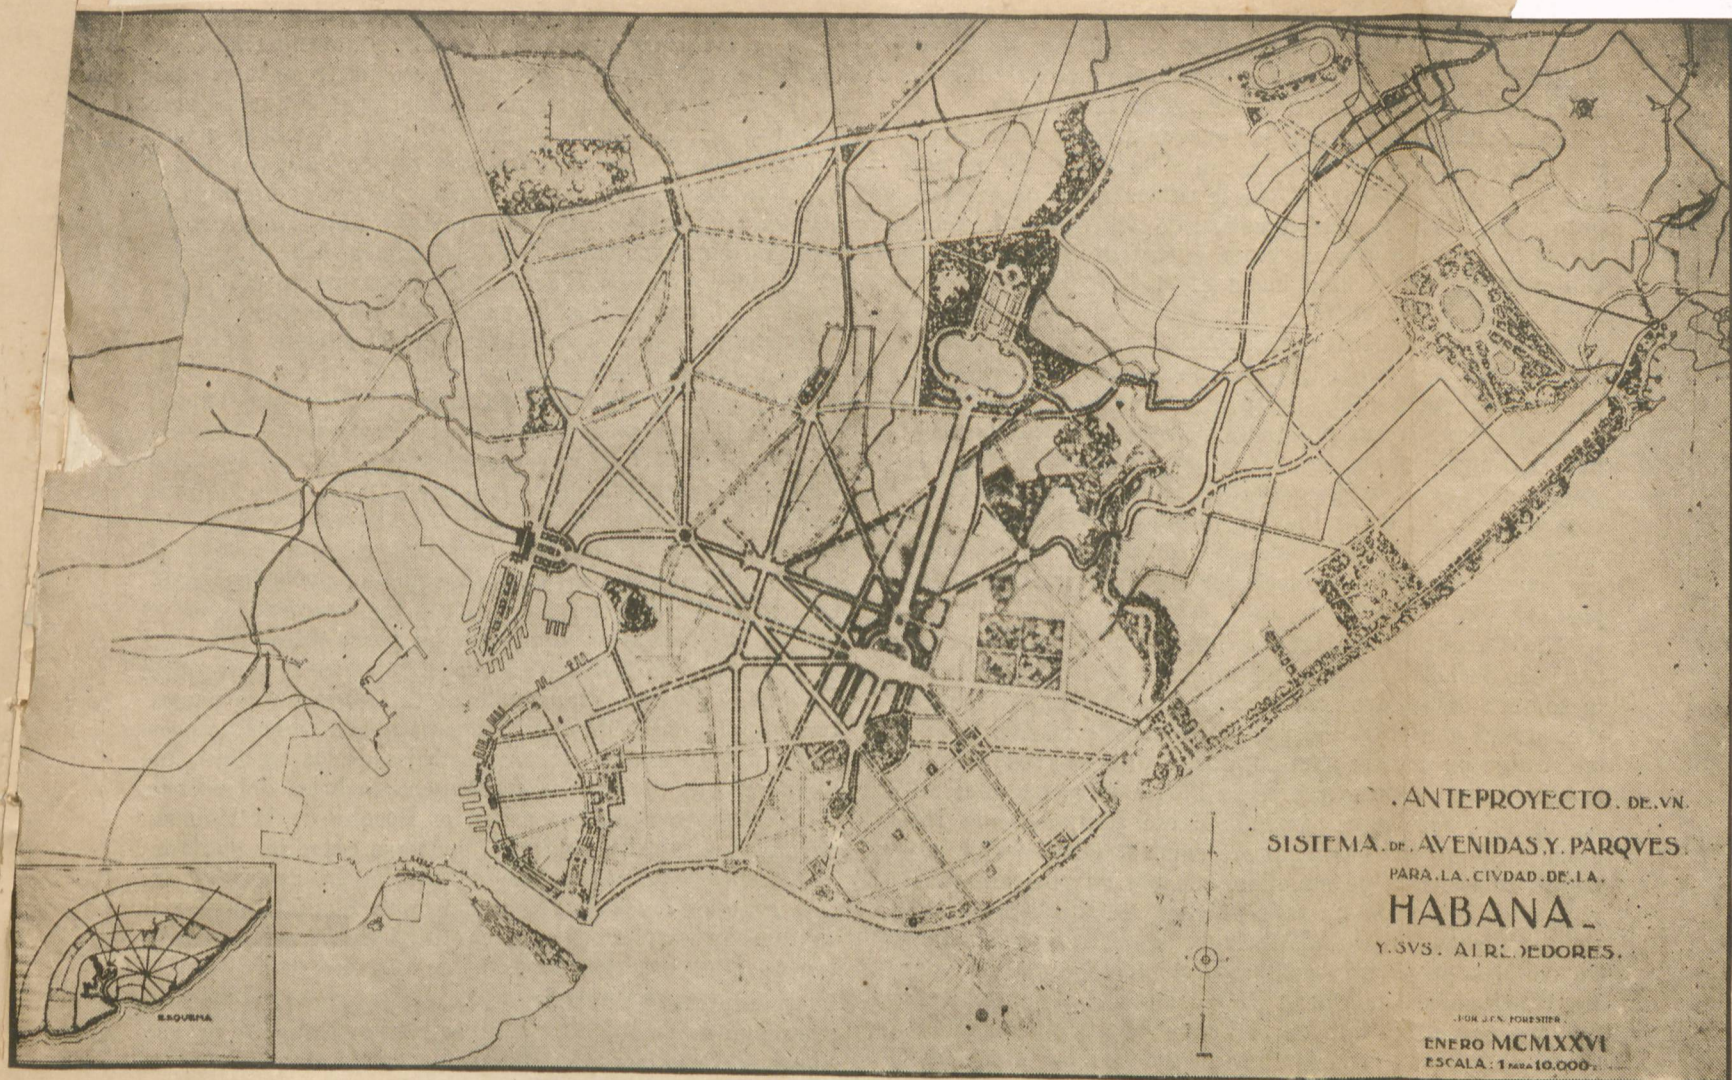 . ANTEPROYECTO . DE . VN .
SISTEMA . DE . AVENIDAS . Y . PARQVES .
PARA . LA . CIVDAD . DE . LA .
HABANA _
Y . SVS . ALREDEDORES .
. POR J.C.N. FORESTIER .
ENERO MCMXXVI
ESCALA : 1 PARA 10.000
ESQUEMA